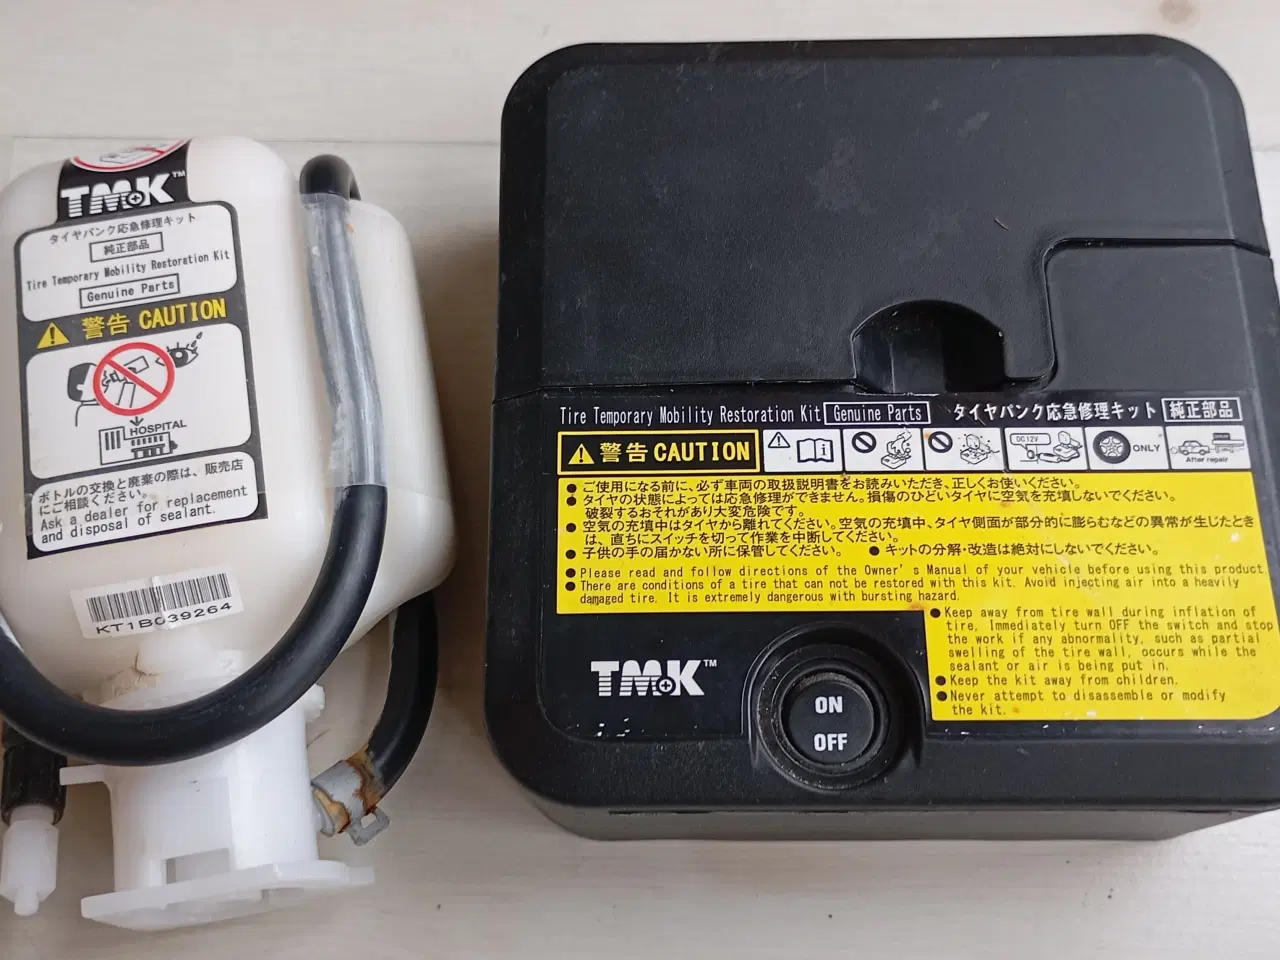 TMK™
タイヤパンク応急修理キット
純正部品
Tire Temporary Mobility Restoration Kit
Genuine Parts
警告 CAUTION
HOSPITAL
ボトルの交換と廃棄の際は、販売店
にご相談ください。
Ask a dealer for replacement
and disposal of sealant.
KT1B039264
Tire Temporary Mobility Restoration Kit Genuine Parts タイヤパンク応急修理キット 純正部品
警告 CAUTION
DC12V
ONLY
After repair
● ご使用になる前に、必ず車両の取扱説明書をお読みいただき、正しくお使いください。
● タイヤの状態によっては応急修理ができません。損傷のひどいタイヤに空気を充填しないでください。
破裂するおそれがあり大変危険です。
● 空気の充填中はタイヤから離れてください。空気の充填中、タイヤ側面が部分的に膨らむなどの異常が生じたとき
は、直ちにスイッチを切って作業を中断してください。
● 子供の手の届かない所に保管してください。 ● キットの分解・改造は絶対にしないでください。
● Please read and follow directions of the Owner's Manual of your vehicle before using this product.
● There are conditions of a tire that can not be restored with this kit. Avoid injecting air into a heavily
damaged tire. It is extremely dangerous with bursting hazard.
● Keep away from tire wall during inflation of
tire, Immediately turn OFF the switch and stop
the work if any abnormality, such as partial
swelling of the tire wall, occurs while the
sealant or air is being put in.
● Keep the kit away from children.
● Never attempt to disassemble or modify
the kit.
TMK™
ON
OFF